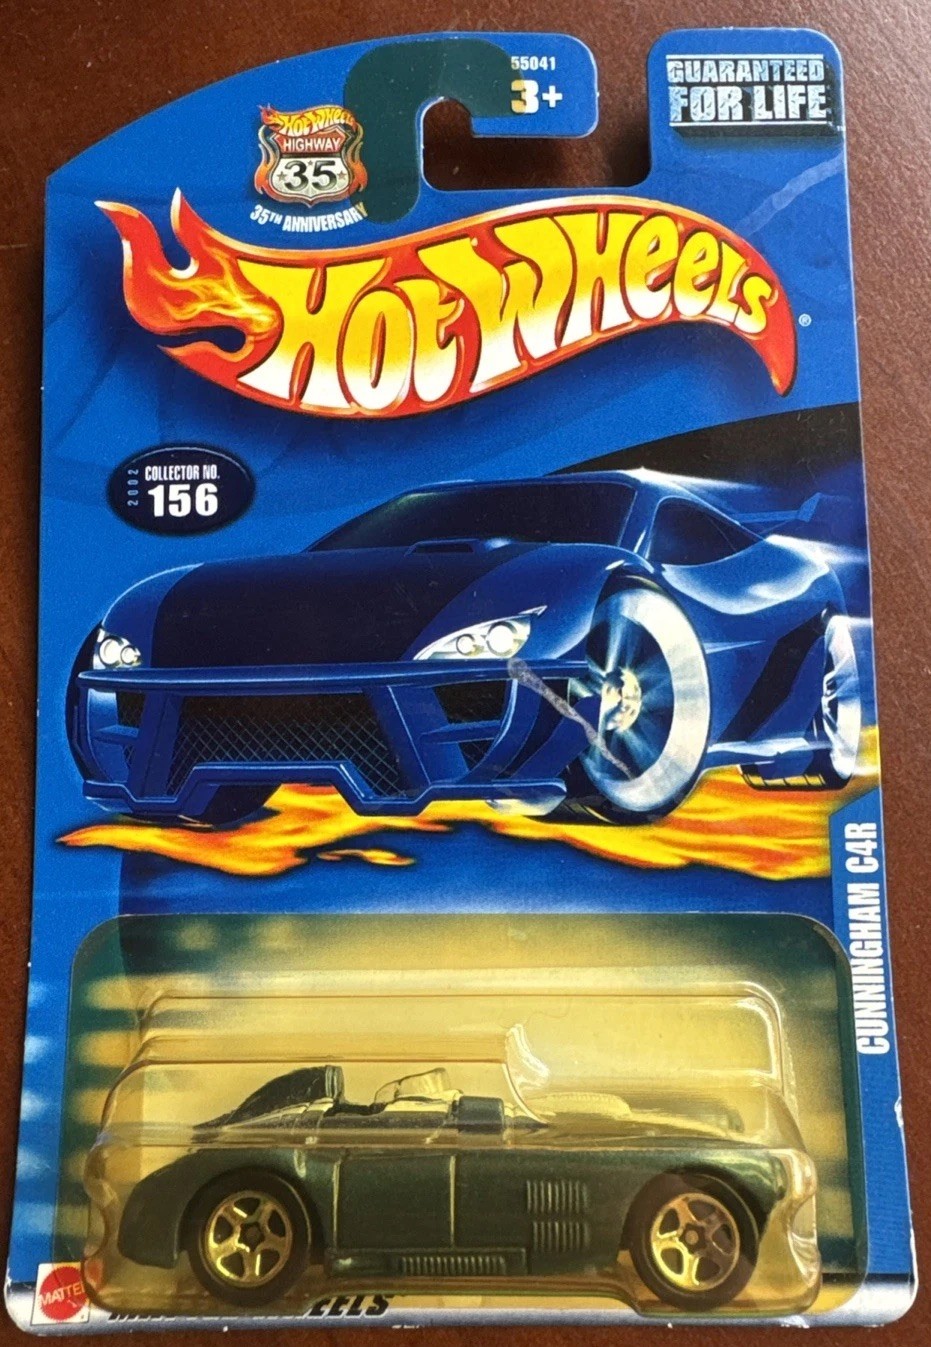 55041
3+
GUARANTEED
FOR LIFE
Hot Wheels
HIGHWAY
35
35TH ANNIVERSARY
HOT WHEELS®
2002
COLLECTOR NO.
156
CUNNINGHAM C4R
MATTEL
WHEELS